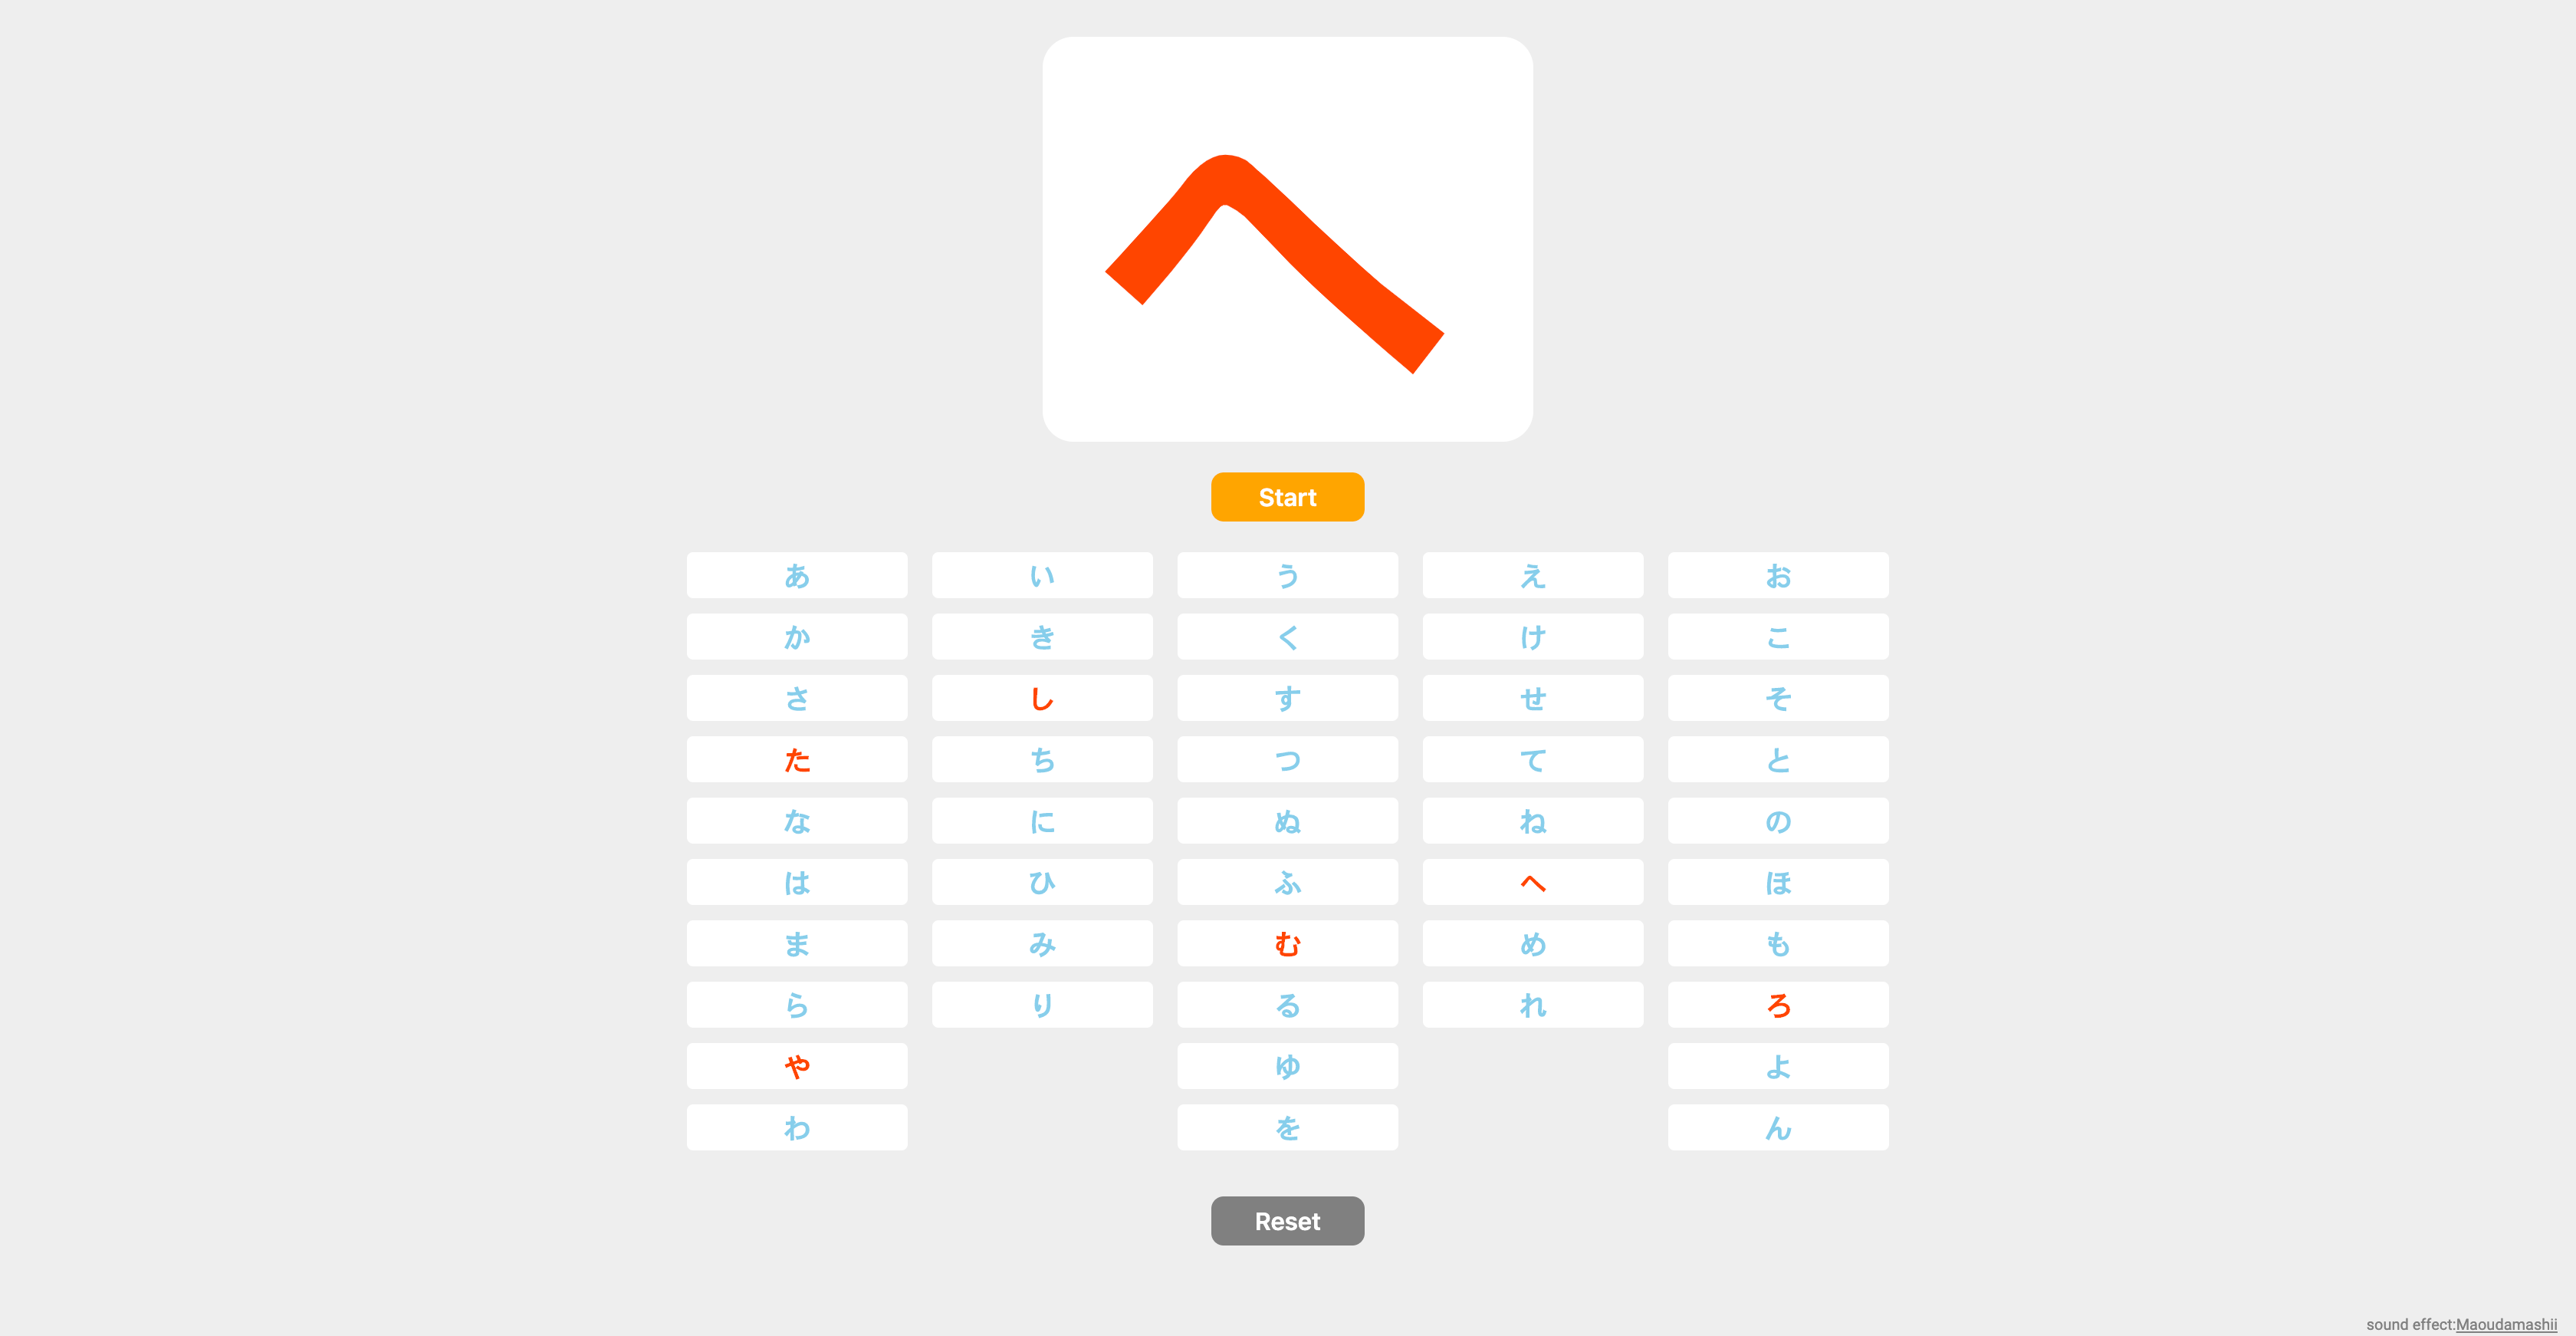 へ
Start
あ い う え お
か き く け こ
さ し す せ そ
た ち つ て と
な に ぬ ね の
は ひ ふ へ ほ
ま み む め も
ら り る れ ろ
や ゆ よ
わ を ん
Reset
sound effect:Maoudamashii